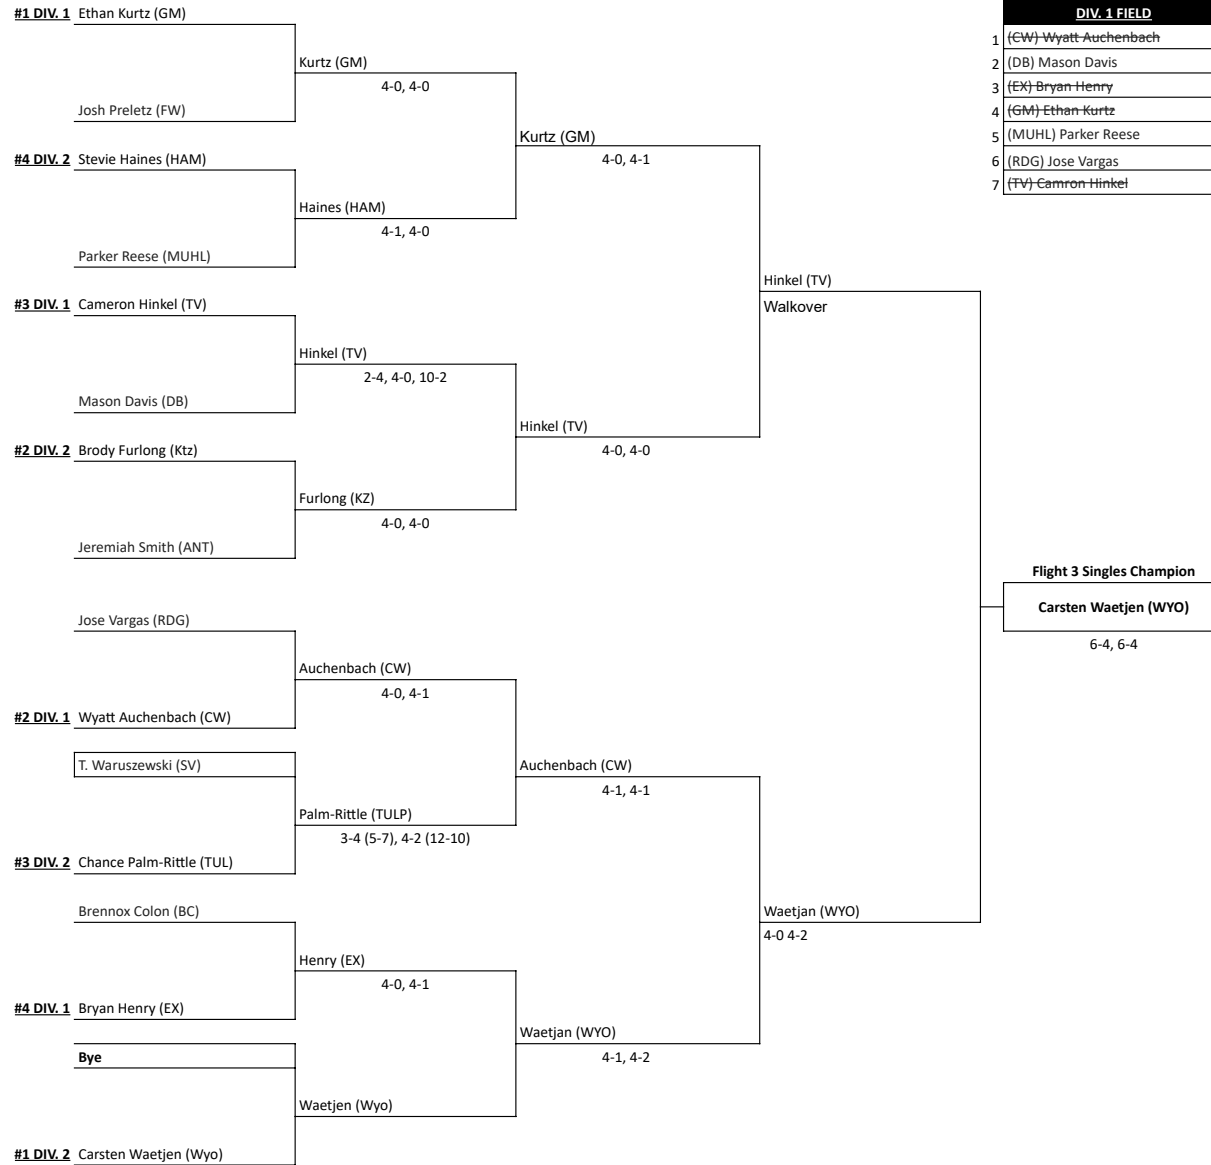 #1 DIV. 1 Ethan Kurtz (GM)
DIV. 1 FIELD
1 (CW) Wyatt Auchenbach
2 (DB) Mason Davis
3 (EX) Bryan Henry
4 (GM) Ethan Kurtz
5 (MUHL) Parker Reese
6 (RDG) Jose Vargas
7 (TV) Camron Hinkel
Kurtz (GM)
4-0, 4-0
Josh Preletz (FW)
Kurtz (GM)
4-0, 4-1
#4 DIV. 2 Stevie Haines (HAM)
Haines (HAM)
4-1, 4-0
Parker Reese (MUHL)
Hinkel (TV)
Walkover
#3 DIV. 1 Cameron Hinkel (TV)
Hinkel (TV)
2-4, 4-0, 10-2
Mason Davis (DB)
Hinkel (TV)
4-0, 4-0
#2 DIV. 2 Brody Furlong (Ktz)
Furlong (KZ)
4-0, 4-0
Jeremiah Smith (ANT)
Flight 3 Singles Champion
Carsten Waetjen (WYO)
6-4, 6-4
Jose Vargas (RDG)
Auchenbach (CW)
4-0, 4-1
#2 DIV. 1 Wyatt Auchenbach (CW)
T. Waruszewski (SV)
Auchenbach (CW)
4-1, 4-1
Palm-Rittle (TULP)
3-4 (5-7), 4-2 (12-10)
#3 DIV. 2 Chance Palm-Rittle (TUL)
Brennox Colon (BC)
Waetjan (WYO)
4-0 4-2
Henry (EX)
4-0, 4-1
#4 DIV. 1 Bryan Henry (EX)
Waetjan (WYO)
4-1, 4-2
Bye
Waetjen (Wyo)
#1 DIV. 2 Carsten Waetjen (Wyo)